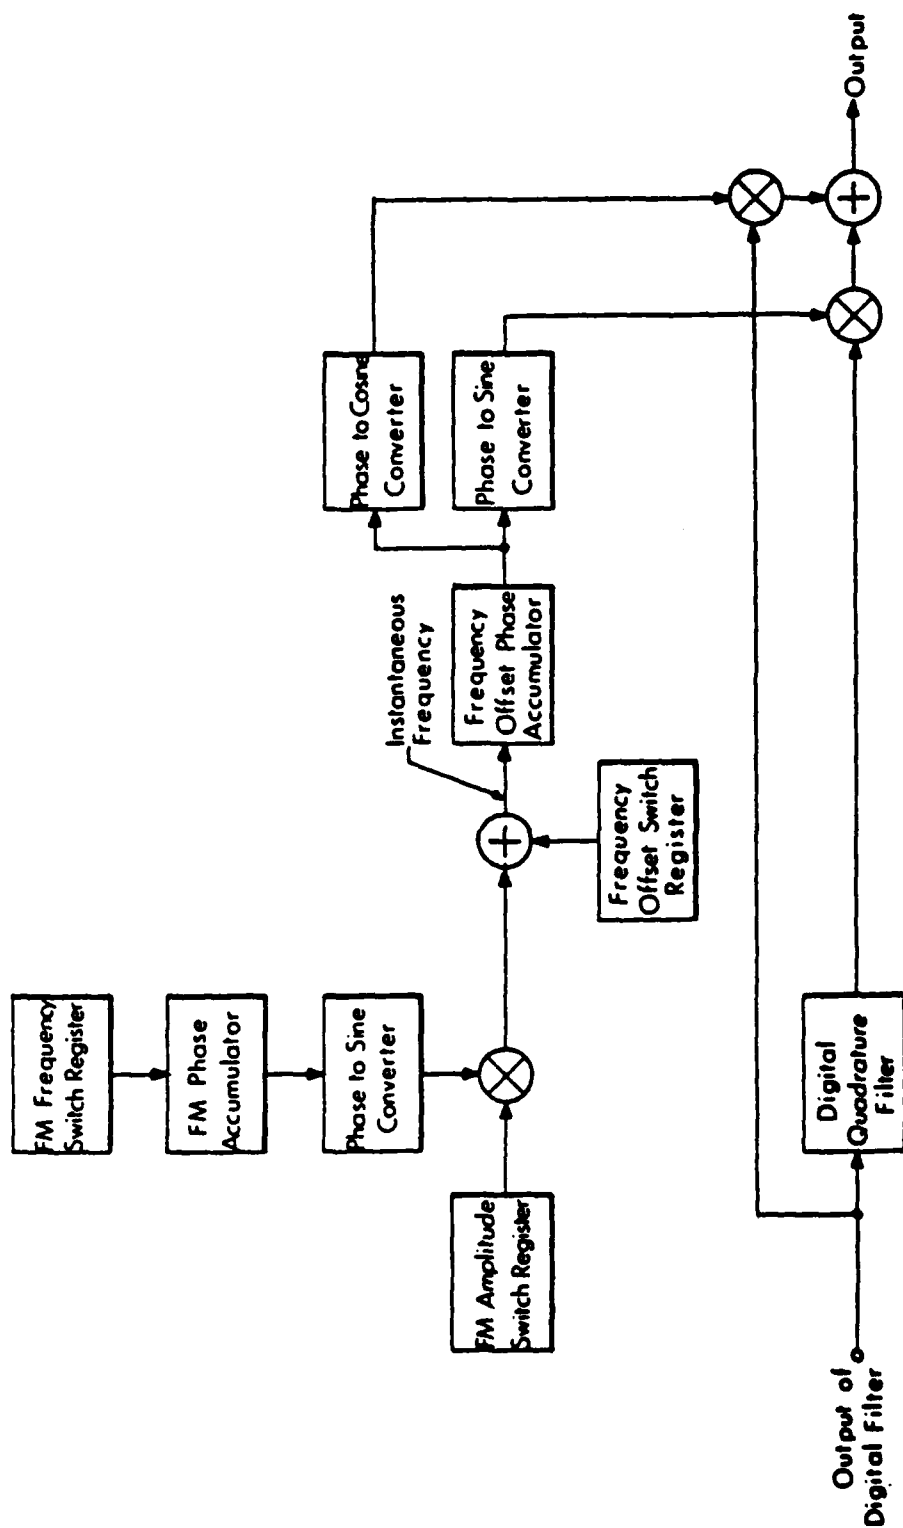 FM Frequency
Switch Register
FM Phase
Accumulator
Phase to Sine
Converter
FM Amplitude
Switch Register
Instantaneous
Frequency
Frequency
Offset Phase
Accumulator
Frequency
Offset Switch
Register
Phase to Cosine
Converter
Phase to Sine
Converter
Output of
Digital Filter
Digital
Quadrature
Filter
Output